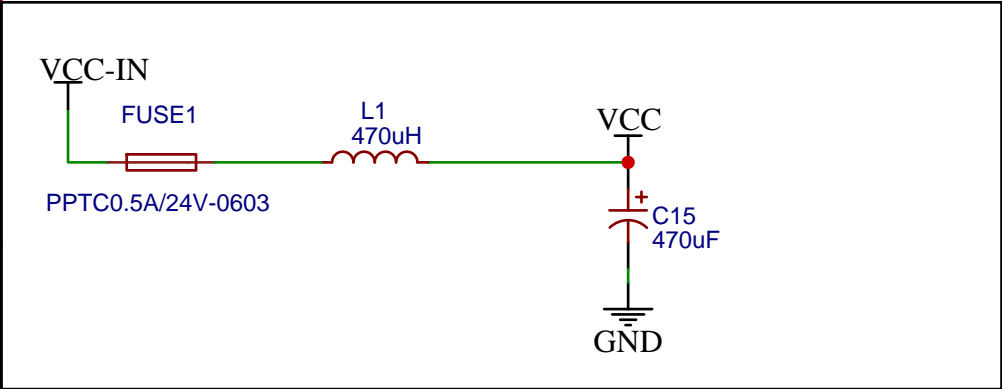 VCC-IN
FUSE1
L1
470uH
VCC
PPTC0.5A/24V-0603
+
C15
470uF
GND